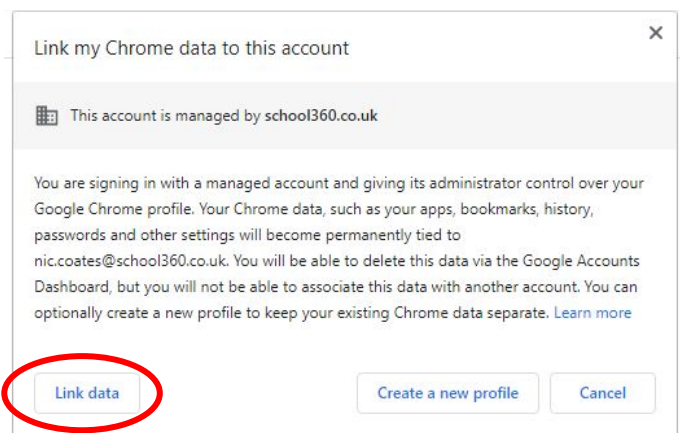 Link my Chrome data to this account
This account is managed by school360.co.uk
You are signing in with a managed account and giving its administrator control over your
Google Chrome profile. Your Chrome data, such as your apps, bookmarks, history,
passwords and other settings will become permanently tied to
nic.coates@school360.co.uk. You will be able to delete this data via the Google Accounts
Dashboard, but you will not be able to associate this data with another account. You can
optionally create a new profile to keep your existing Chrome data separate. Learn more
Link data Create a new profile Cancel